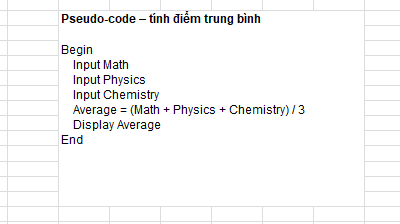 Pseudo-code – tính điểm trung bình
Begin
Input Math
Input Physics
Input Chemistry
Average = (Math + Physics + Chemistry) / 3
Display Average
End